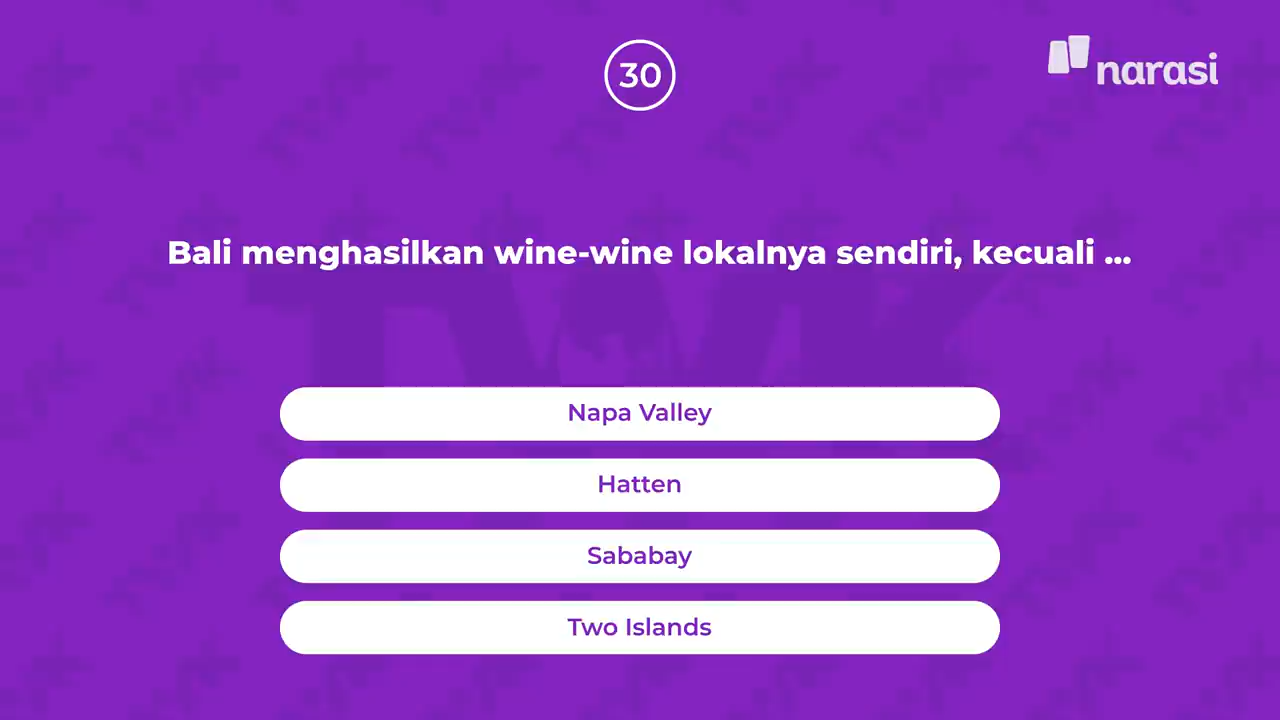 30
narasi
Bali menghasilkan wine-wine lokalnya sendiri, kecuali ...
Napa Valley
Hatten
Sababay
Two Islands